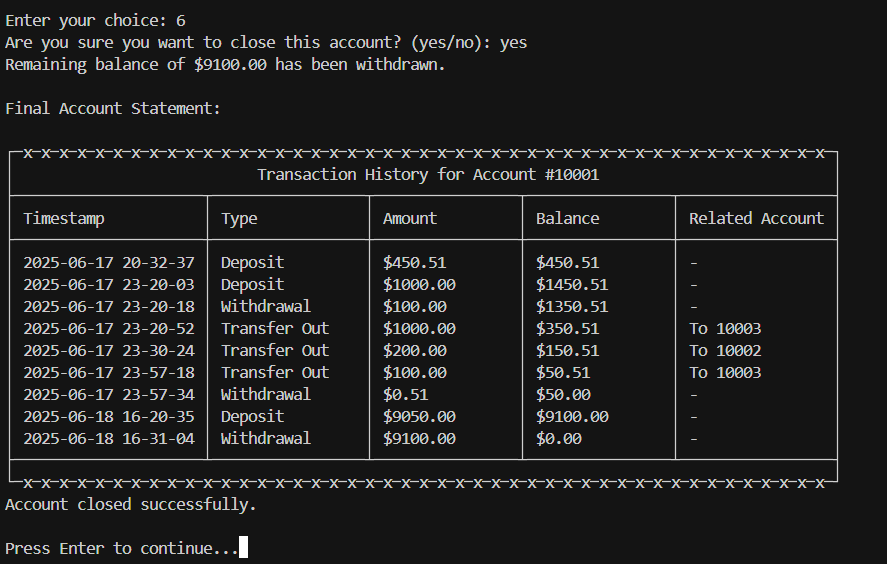 Enter your choice: 6
Are you sure you want to close this account? (yes/no): yes
Remaining balance of $9100.00 has been withdrawn.
Final Account Statement:
x x x x x x x x x x x x x x x x x x x x x x x x x x x x x x x x x x x x x x x x x x x x x
Transaction History for Account #10001
Timestamp Type Amount Balance Related Account
2025-06-17 20-32-37 Deposit $450.51 $450.51 -
2025-06-17 23-20-03 Deposit $1000.00 $1450.51 -
2025-06-17 23-20-18 Withdrawal $100.00 $1350.51 -
2025-06-17 23-20-52 Transfer Out $1000.00 $350.51 To 10003
2025-06-17 23-30-24 Transfer Out $200.00 $150.51 To 10002
2025-06-17 23-57-18 Transfer Out $100.00 $50.51 To 10003
2025-06-17 23-57-34 Withdrawal $0.51 $50.00 -
2025-06-18 16-20-35 Deposit $9050.00 $9100.00 -
2025-06-18 16-31-04 Withdrawal $9100.00 $0.00 -
x x x x x x x x x x x x x x x x x x x x x x x x x x x x x x x x x x x x x x x x x x x x x
Account closed successfully.
Press Enter to continue...